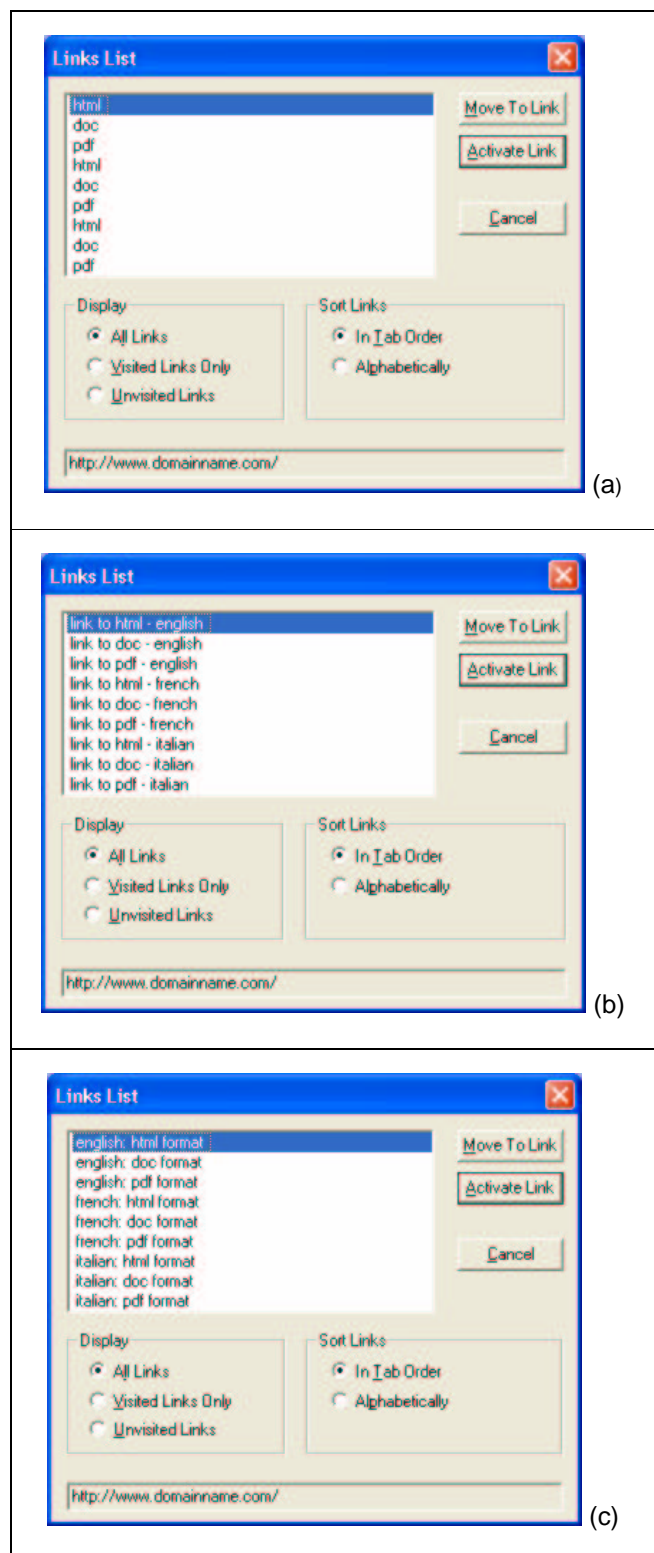 Links List
html
doc
pdf
html
doc
pdf
html
doc
pdf
Move To Link
Activate Link
Cancel
Display
All Links
Visited Links Only
Unvisited Links
Sort Links
In Tab Order
Alphabetically
http://www.domainname.com/
(a)
Links List
link to html - english
link to doc - english
link to pdf - english
link to html - french
link to doc - french
link to pdf - french
link to html - italian
link to doc - italian
link to pdf - italian
Move To Link
Activate Link
Cancel
Display
All Links
Visited Links Only
Unvisited Links
Sort Links
In Tab Order
Alphabetically
http://www.domainname.com/
(b)
Links List
english: html format
english: doc format
english: pdf format
french: html format
french: doc format
french: pdf format
italian: html format
italian: doc format
italian: pdf format
Move To Link
Activate Link
Cancel
Display
All Links
Visited Links Only
Unvisited Links
Sort Links
In Tab Order
Alphabetically
http://www.domainname.com/
(c)